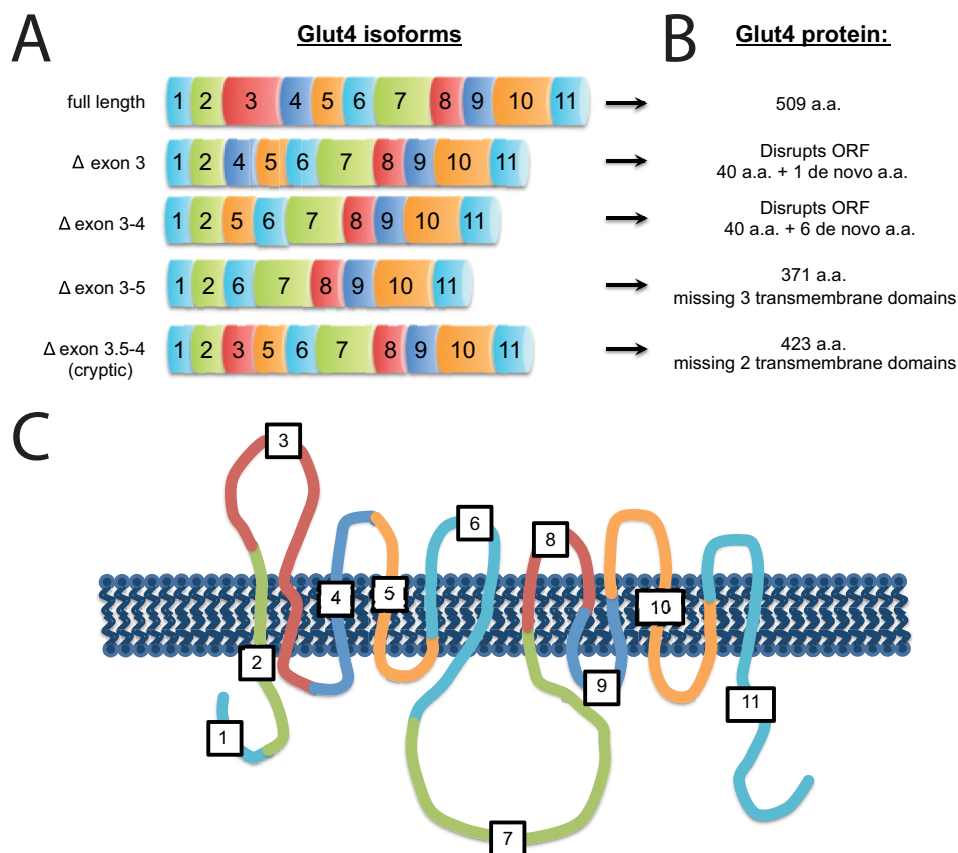 A
Glut4 isoforms
B
Glut4 protein:
full length
1 2 3 4 5 6 7 8 9 10 11
509 a.a.
Δ exon 3
1 2 4 5 6 7 8 9 10 11
Disrupts ORF
40 a.a. + 1 de novo a.a.
Δ exon 3-4
1 2 5 6 7 8 9 10 11
Disrupts ORF
40 a.a. + 6 de novo a.a.
Δ exon 3-5
1 2 6 7 8 9 10 11
371 a.a.
missing 3 transmembrane domains
Δ exon 3.5-4
(cryptic)
1 2 3 5 6 7 8 9 10 11
423 a.a.
missing 2 transmembrane domains
C
3
6
8
4
5
10
2
9
11
1
7